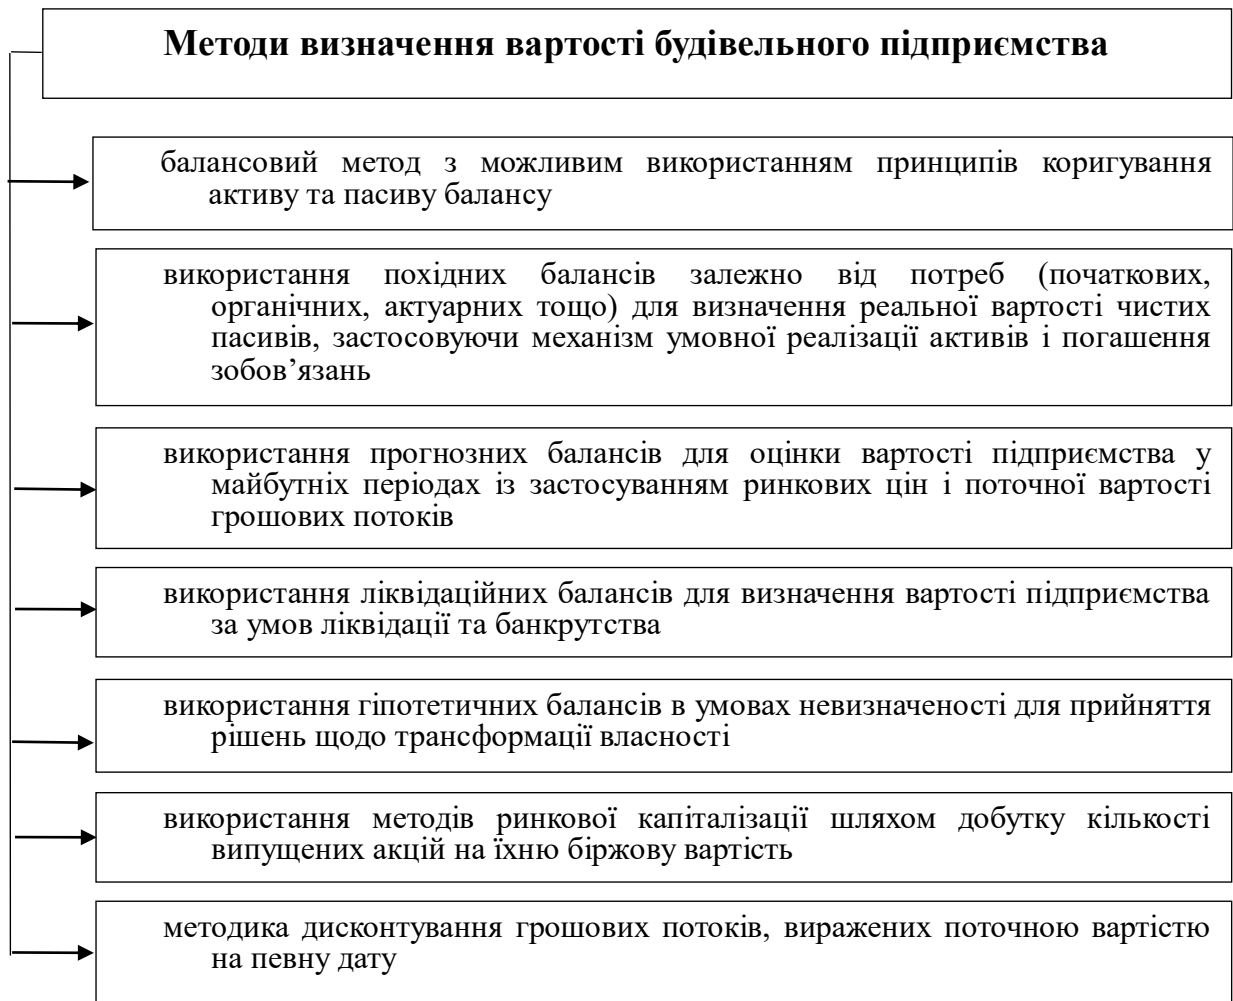 Методи визначення вартості будівельного підприємства
балансовий метод з можливим використанням принципів коригування
активу та пасиву балансу
використання похідних балансів залежно від потреб (початкових,
органічних, актуарних тощо) для визначення реальної вартості чистих
пасивів, застосовуючи механізм умовної реалізації активів і погашення
зобов’язань
використання прогнозних балансів для оцінки вартості підприємства у
майбутніх періодах із застосуванням ринкових цін і поточної вартості
грошових потоків
використання ліквідаційних балансів для визначення вартості підприємства
за умов ліквідації та банкрутства
використання гіпотетичних балансів в умовах невизначеності для прийняття
рішень щодо трансформації власності
використання методів ринкової капіталізації шляхом добутку кількості
випущених акцій на їхню біржову вартість
методика дисконтування грошових потоків, виражених поточною вартістю
на певну дату